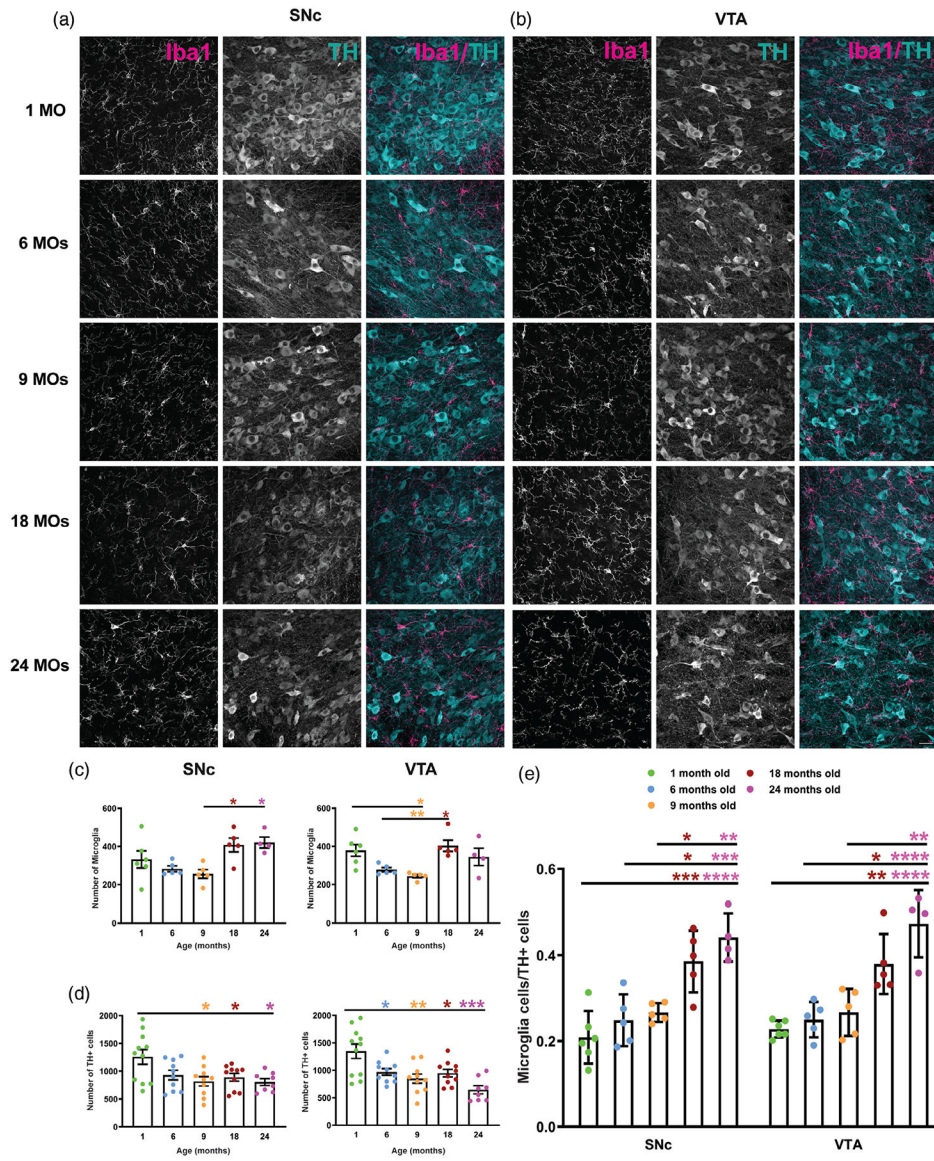 (a)
SNc
(b)
VTA
Iba1
TH
Iba1/TH
Iba1
TH
Iba1/TH
1 MO
6 MOs
9 MOs
18 MOs
24 MOs
(c)
SNc
VTA
Number of Microglia
600
400
200
0
*
*
1
6
9
18
24
Age (months)
Number of Microglia
600
400
200
0
*
**
*
1
6
9
18
24
Age (months)
(d)
Number of TH+ cells
2000
1500
1000
500
0
*
*
*
1
6
9
18
24
Age (months)
Number of TH+ cells
2000
1500
1000
500
0
*
**
*
***
1
6
9
18
24
Age (months)
(e)
1 month old
6 months old
9 months old
18 months old
24 months old
Microglia cells/TH+ cells
0.6
0.4
0.2
0.0
* **
* ***
*** ****
**
* ****
** ****
SNc
VTA